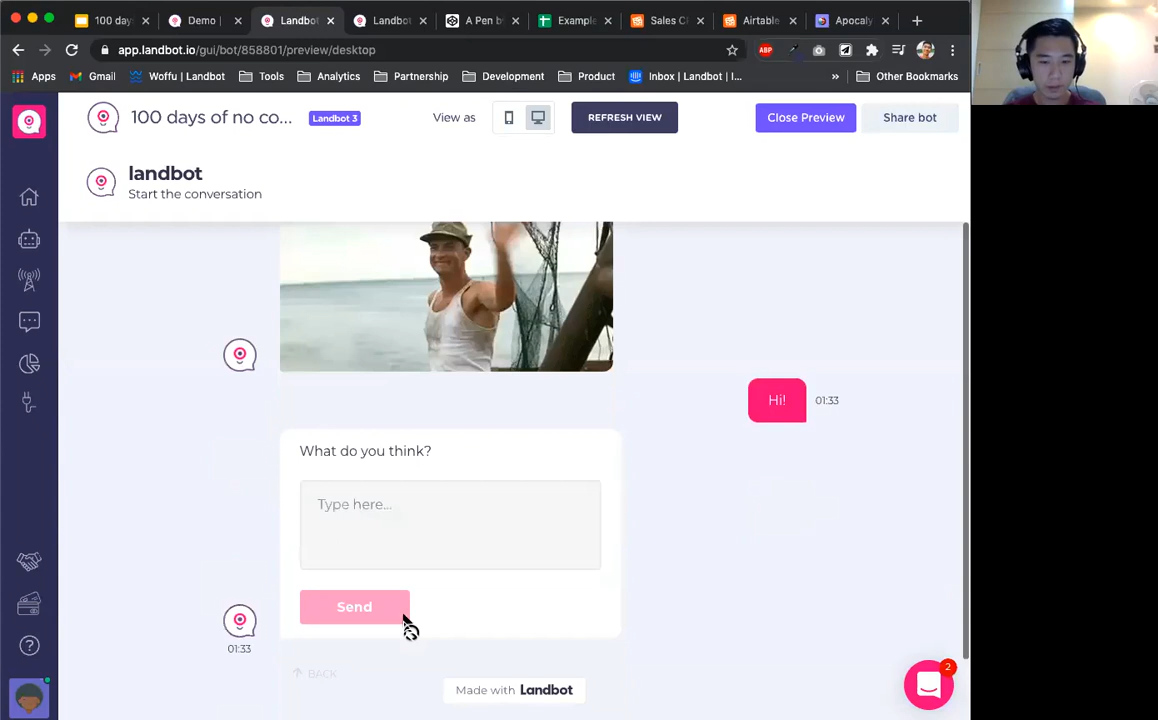 100 day
Demo |
Landbot
Landbot
A Pen by
Example
Sales Cl
Airtable
Apocaly
app.landbot.io/gui/bot/858801/preview/desktop
ABP
Apps
Gmail
Woffu | Landbot
Tools
Analytics
Partnership
Development
Product
Inbox | Landbot | I...
»
Other Bookmarks
100 days of no co...
Landbot 3
View as
REFRESH VIEW
Close Preview
Share bot
landbot
Start the conversation
Hi!
01:33
What do you think?
Type here...
Send
01:33
BACK
Made with Landbot
2